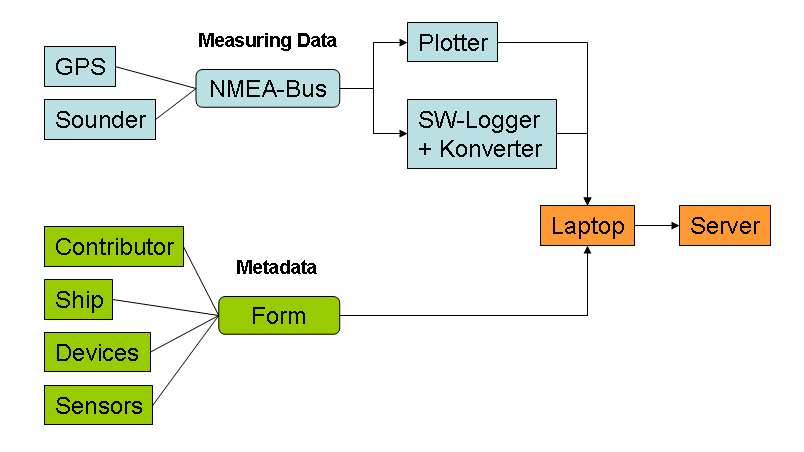 Measuring Data
GPS
Sounder
NMEA-Bus
Plotter
SW-Logger
+ Konverter
Laptop
Server
Metadata
Contributor
Ship
Devices
Sensors
Form